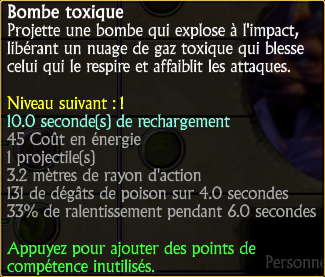 Bombe toxique
Projette une bombe qui explose à l'impact,
libérant un nuage de gaz toxique qui blesse
celui qui le respire et affaiblit les attaques.
Niveau suivant : 1
10.0 seconde(s) de rechargement
45 Coût en énergie
1 projectile(s)
3.2 mètres de rayon d'action
131 de dégâts de poison sur 4.0 secondes
33% de ralentissement pendant 6.0 secondes
Personne
Appuyez pour ajouter des points de
compétence inutilisés.